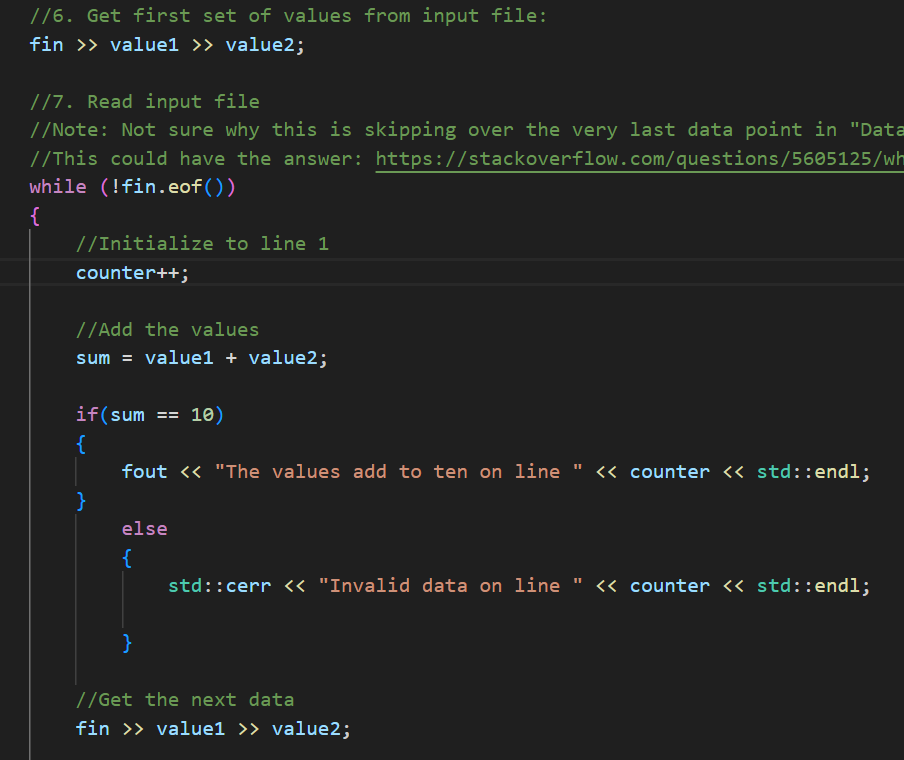 //6. Get first set of values from input file:
fin >> value1 >> value2;
//7. Read input file
//Note: Not sure why this is skipping over the very last data point in "Data
//This could have the answer: https://stackoverflow.com/questions/5605125/wh
while (!fin.eof())
{
//Initialize to line 1
counter++;
//Add the values
sum = value1 + value2;
if(sum == 10)
{
fout << "The values add to ten on line " << counter << std::endl;
}
else
{
std::cerr << "Invalid data on line " << counter << std::endl;
}
//Get the next data
fin >> value1 >> value2;